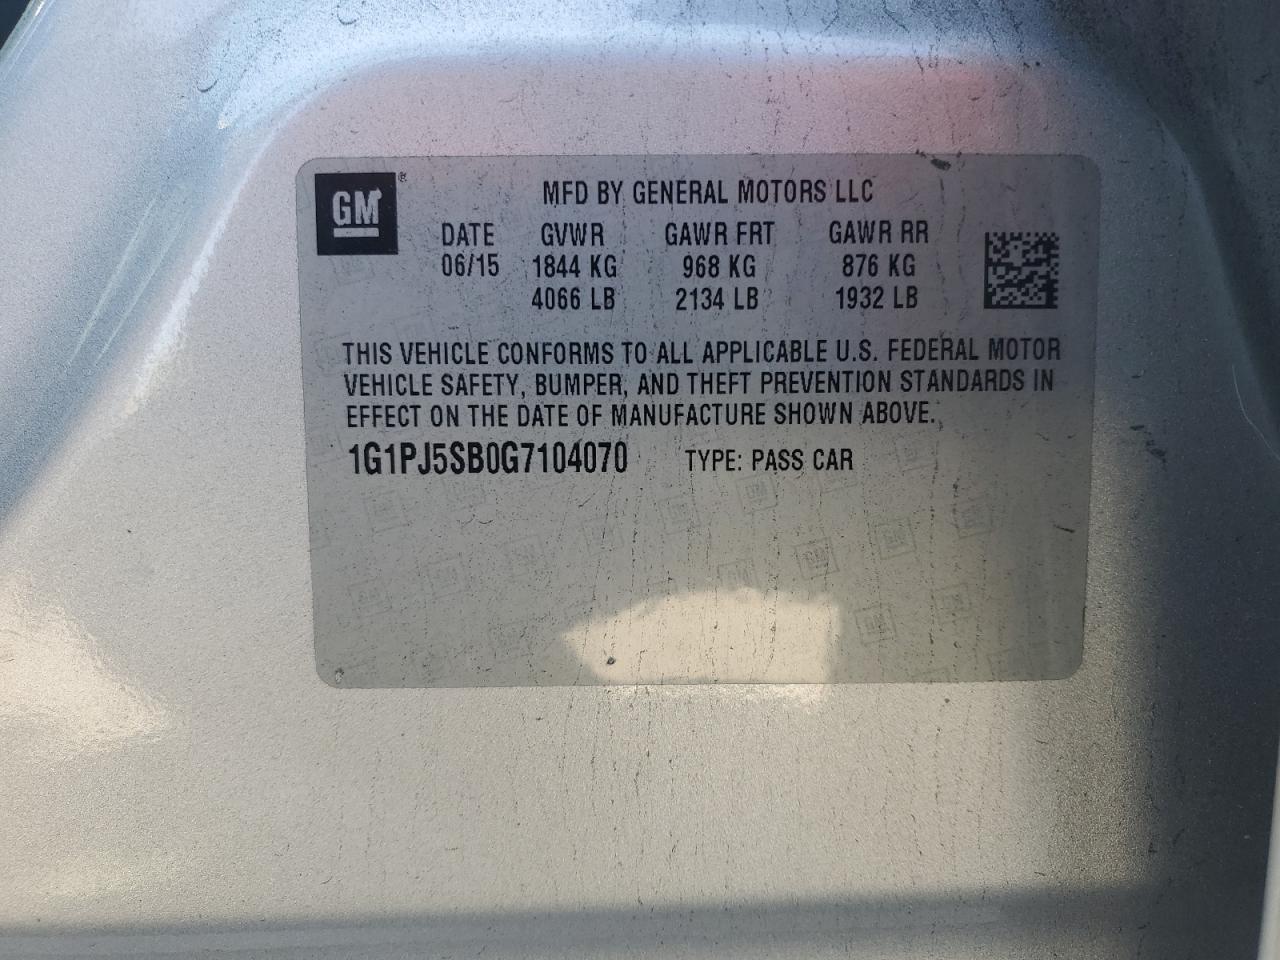 GM®
MFD BY GENERAL MOTORS LLC
DATE GVWR GAWR FRT GAWR RR
06/15 1844 KG 968 KG 876 KG
4066 LB 2134 LB 1932 LB
THIS VEHICLE CONFORMS TO ALL APPLICABLE U.S. FEDERAL MOTOR
VEHICLE SAFETY, BUMPER, AND THEFT PREVENTION STANDARDS IN
EFFECT ON THE DATE OF MANUFACTURE SHOWN ABOVE.
1G1PJ5SB0G7104070 TYPE: PASS CAR